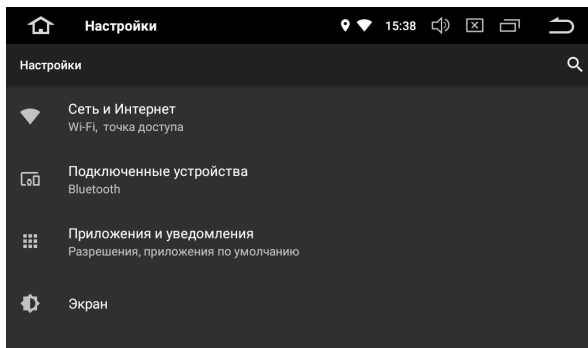 Настройки
15:38
Настройки
Сеть и Интернет
Wi-Fi, точка доступа
Подключенные устройства
Bluetooth
Приложения и уведомления
Разрешения, приложения по умолчанию
Экран